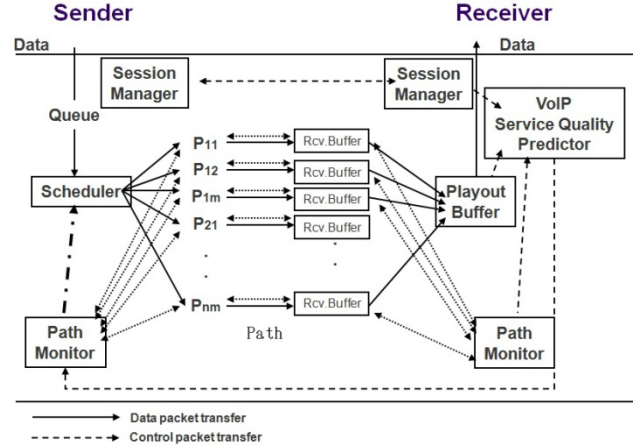 Sender
Receiver
Data
Data
Session
Manager
Session
Manager
VoIP
Service Quality
Predictor
Queue
P11
Rcv.Buffer
P12
Rcv.Buffer
Scheduler
P1m
Rcv.Buffer
Playout
Buffer
P21
Rcv.Buffer
Pnm
Rcv.Buffer
Path
Path
Monitor
Path
Monitor
Data packet transfer
Control packet transfer